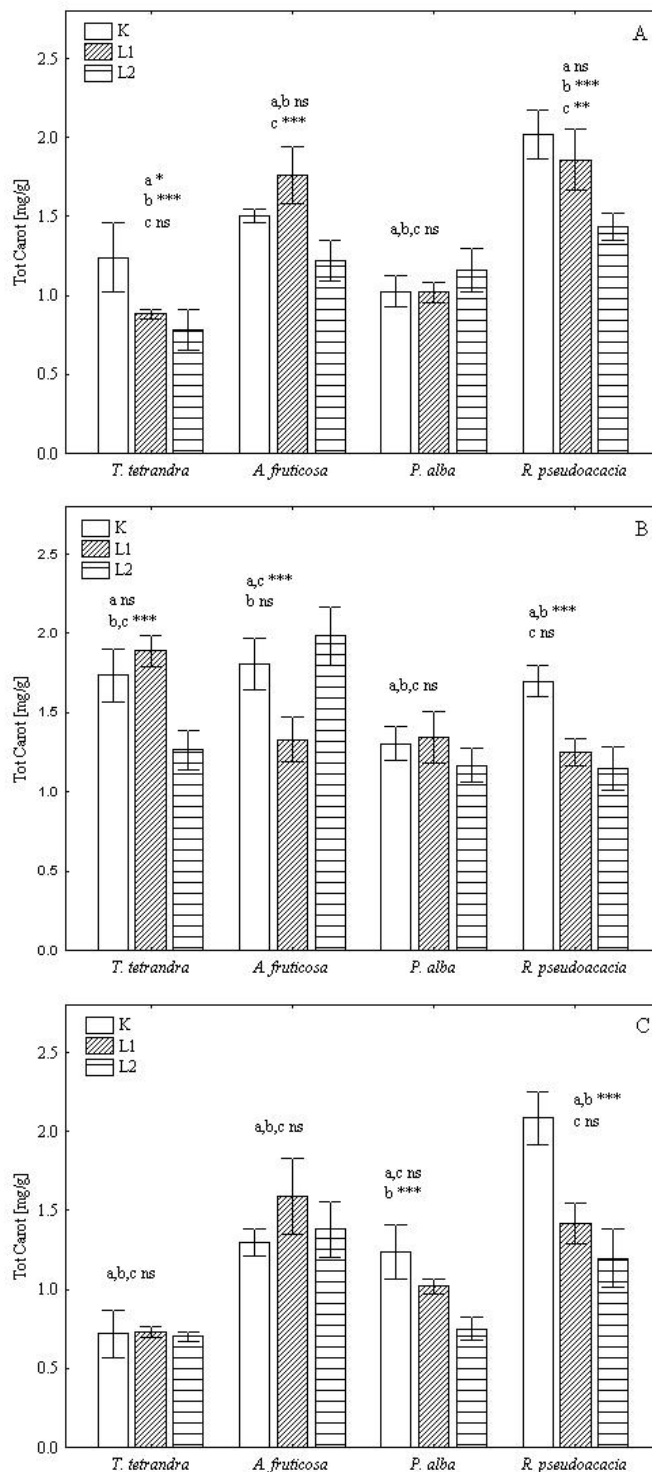 A
K
L1
L2
2.5
2.0
1.5
1.0
0.5
0.0
Tot Carot [mg/g]
a *
b ***
c ns
a,b ns
c ***
a,b,c ns
a ns
b ***
c **
T. tetrandra A. fruticosa P. alba R. pseudoacacia
B
K
L1
L2
2.5
2.0
1.5
1.0
0.5
0.0
Tot Carot [mg/g]
a ns
b,c ***
a,c ***
b ns
a,b,c ns
a,b ***
c ns
T. tetrandra A. fruticosa P. alba R. pseudoacacia
C
K
L1
L2
2.5
2.0
1.5
1.0
0.5
0.0
Tot Carot [mg/g]
a,b,c ns
a,b,c ns
a,c ns
b ***
a,b ***
c ns
T. tetrandra A. fruticosa P. alba R. pseudoacacia